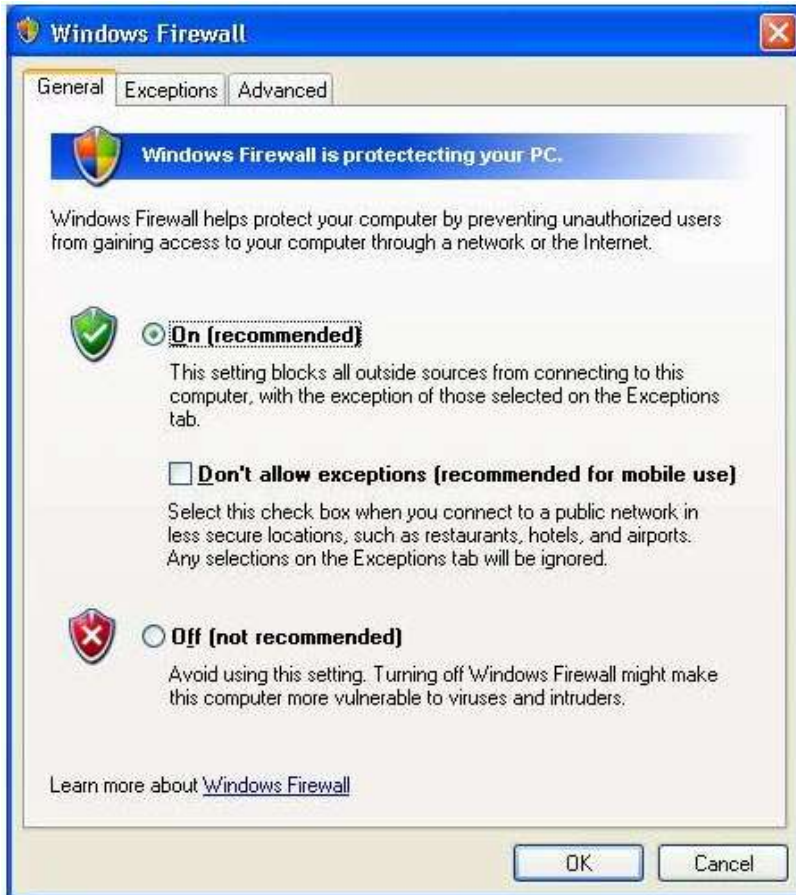 Windows Firewall
General
Exceptions
Advanced
Windows Firewall is protectecting your PC.
Windows Firewall helps protect your computer by preventing unauthorized users
from gaining access to your computer through a network or the Internet.
On (recommended)
This setting blocks all outside sources from connecting to this
computer, with the exception of those selected on the Exceptions
tab.
Don't allow exceptions (recommended for mobile use)
Select this check box when you connect to a public network in
less secure locations, such as restaurants, hotels, and airports.
Any selections on the Exceptions tab will be ignored.
Off (not recommended)
Avoid using this setting. Turning off Windows Firewall might make
this computer more vulnerable to viruses and intruders.
Learn more about Windows Firewall
OK
Cancel